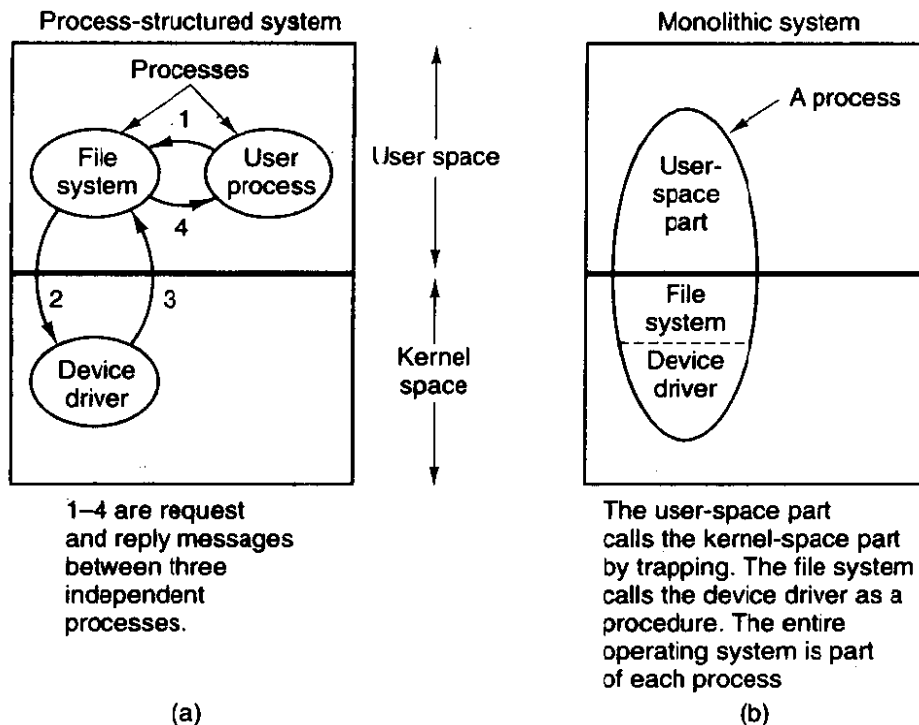 Process-structured system
Processes
1
File
system
User
process
4
2
3
Device
driver
1–4 are request
and reply messages
between three
independent
processes.
(a)
User space
Kernel
space
Monolithic system
A process
User-
space
part
File
system
Device
driver
The user-space part
calls the kernel-space part
by trapping. The file system
calls the device driver as a
procedure. The entire
operating system is part
of each process
(b)